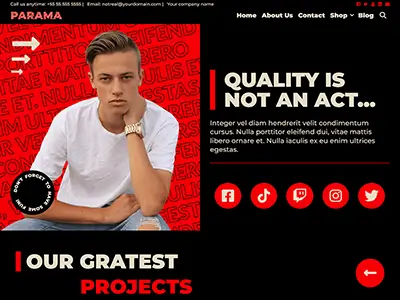 Call us anytime: +55 55 555 5555 | Email: notreal@yourdomain.com | Your company now
PARAMA
Home About Us Contact Shop Blog
QUALITY IS
NOT AN ACT...
Integer vel diam hendrerit velit condimentum
cursus. Nulla porttitor eleifend dui, vitae mattis
libero ornare et. Nulla iaculis ex eu enim ultrices
egestas.
DON'T FORGET TO HAVE SOME FUN!
OUR GRATEST
PROJECTS